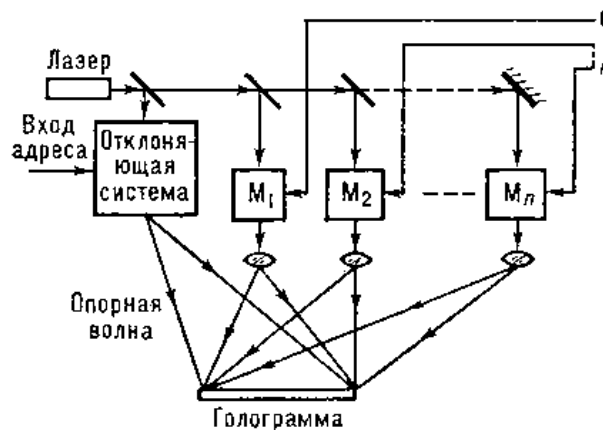 Лазер
Вход
адреса
Отклоня-
ющая
система
M₁
M₂
Mₙ
Опорная
волна
Голограмма